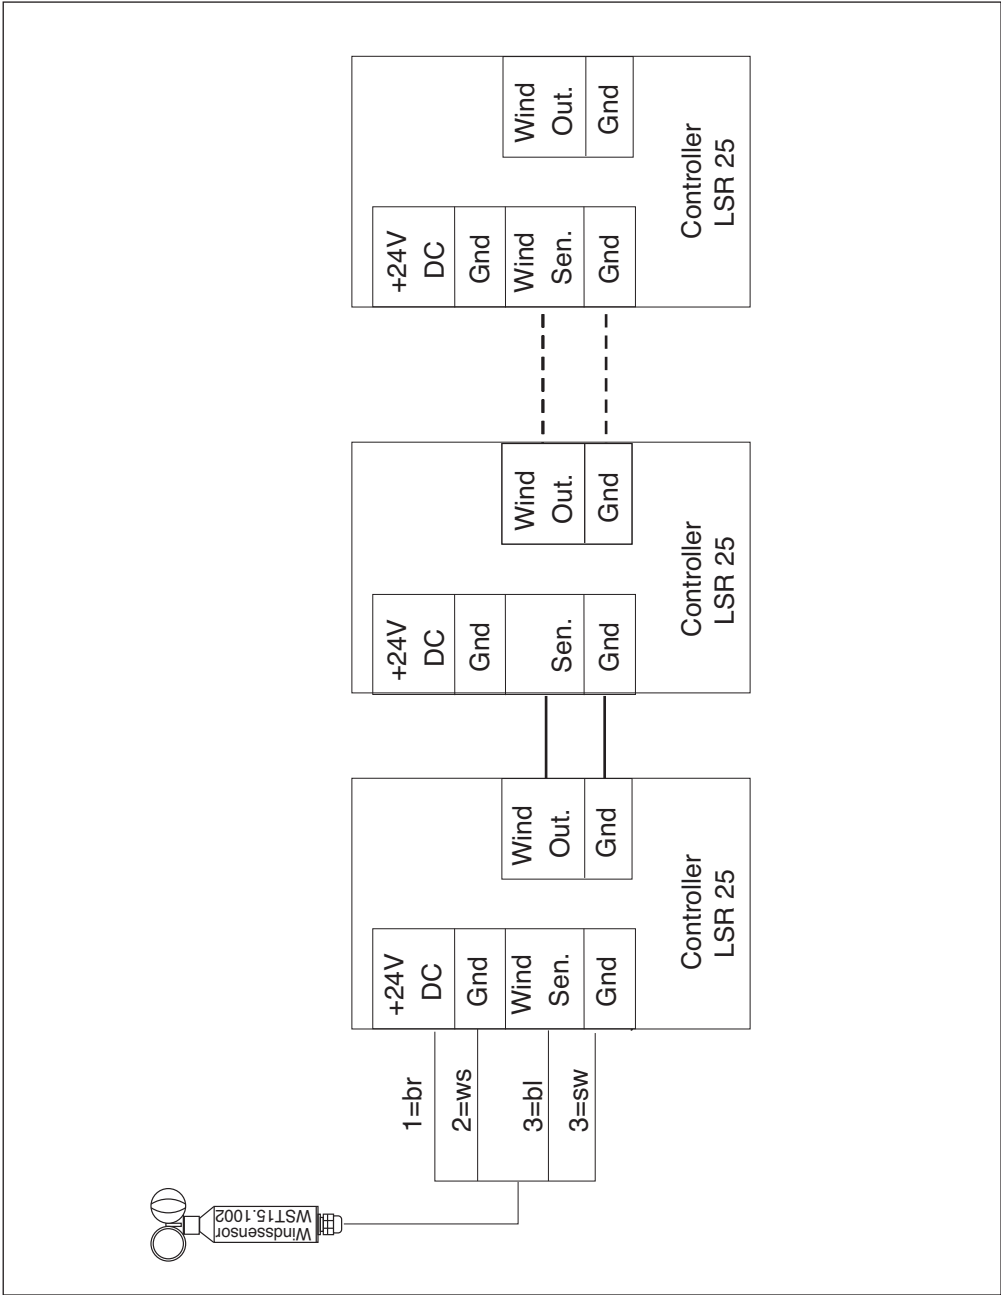 Windssensor
WST15.1002
1=br
2=ws
3=bl
3=sw
+24V
DC
Gnd
Wind
Sen.
Gnd
Wind
Out.
Gnd
Controller
LSR 25
+24V
DC
Gnd
Sen.
Gnd
Wind
Out.
Gnd
Controller
LSR 25
+24V
DC
Gnd
Wind
Sen.
Gnd
Wind
Out.
Gnd
Controller
LSR 25